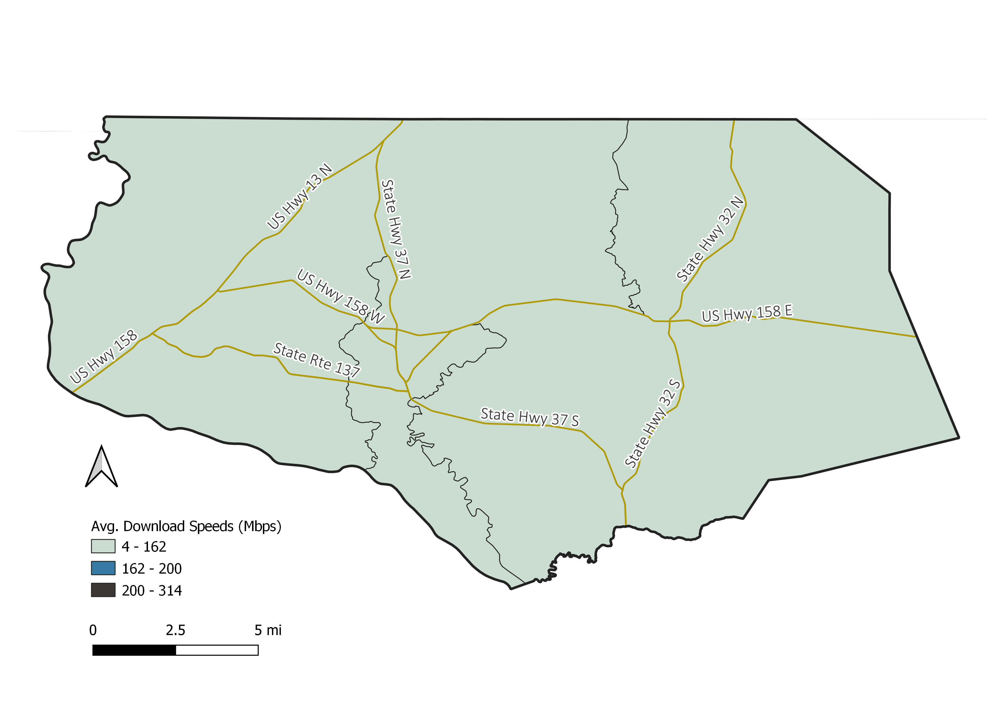 US Hwy 13 N
State Hwy 37 N
State Hwy 32 N
US Hwy 158 W
US Hwy 158 E
US Hwy 158
State Rte 137
State Hwy 37 S
State Hwy 32 S
Avg. Download Speeds (Mbps)
4 - 162
162 - 200
200 - 314
0 2.5 5 mi